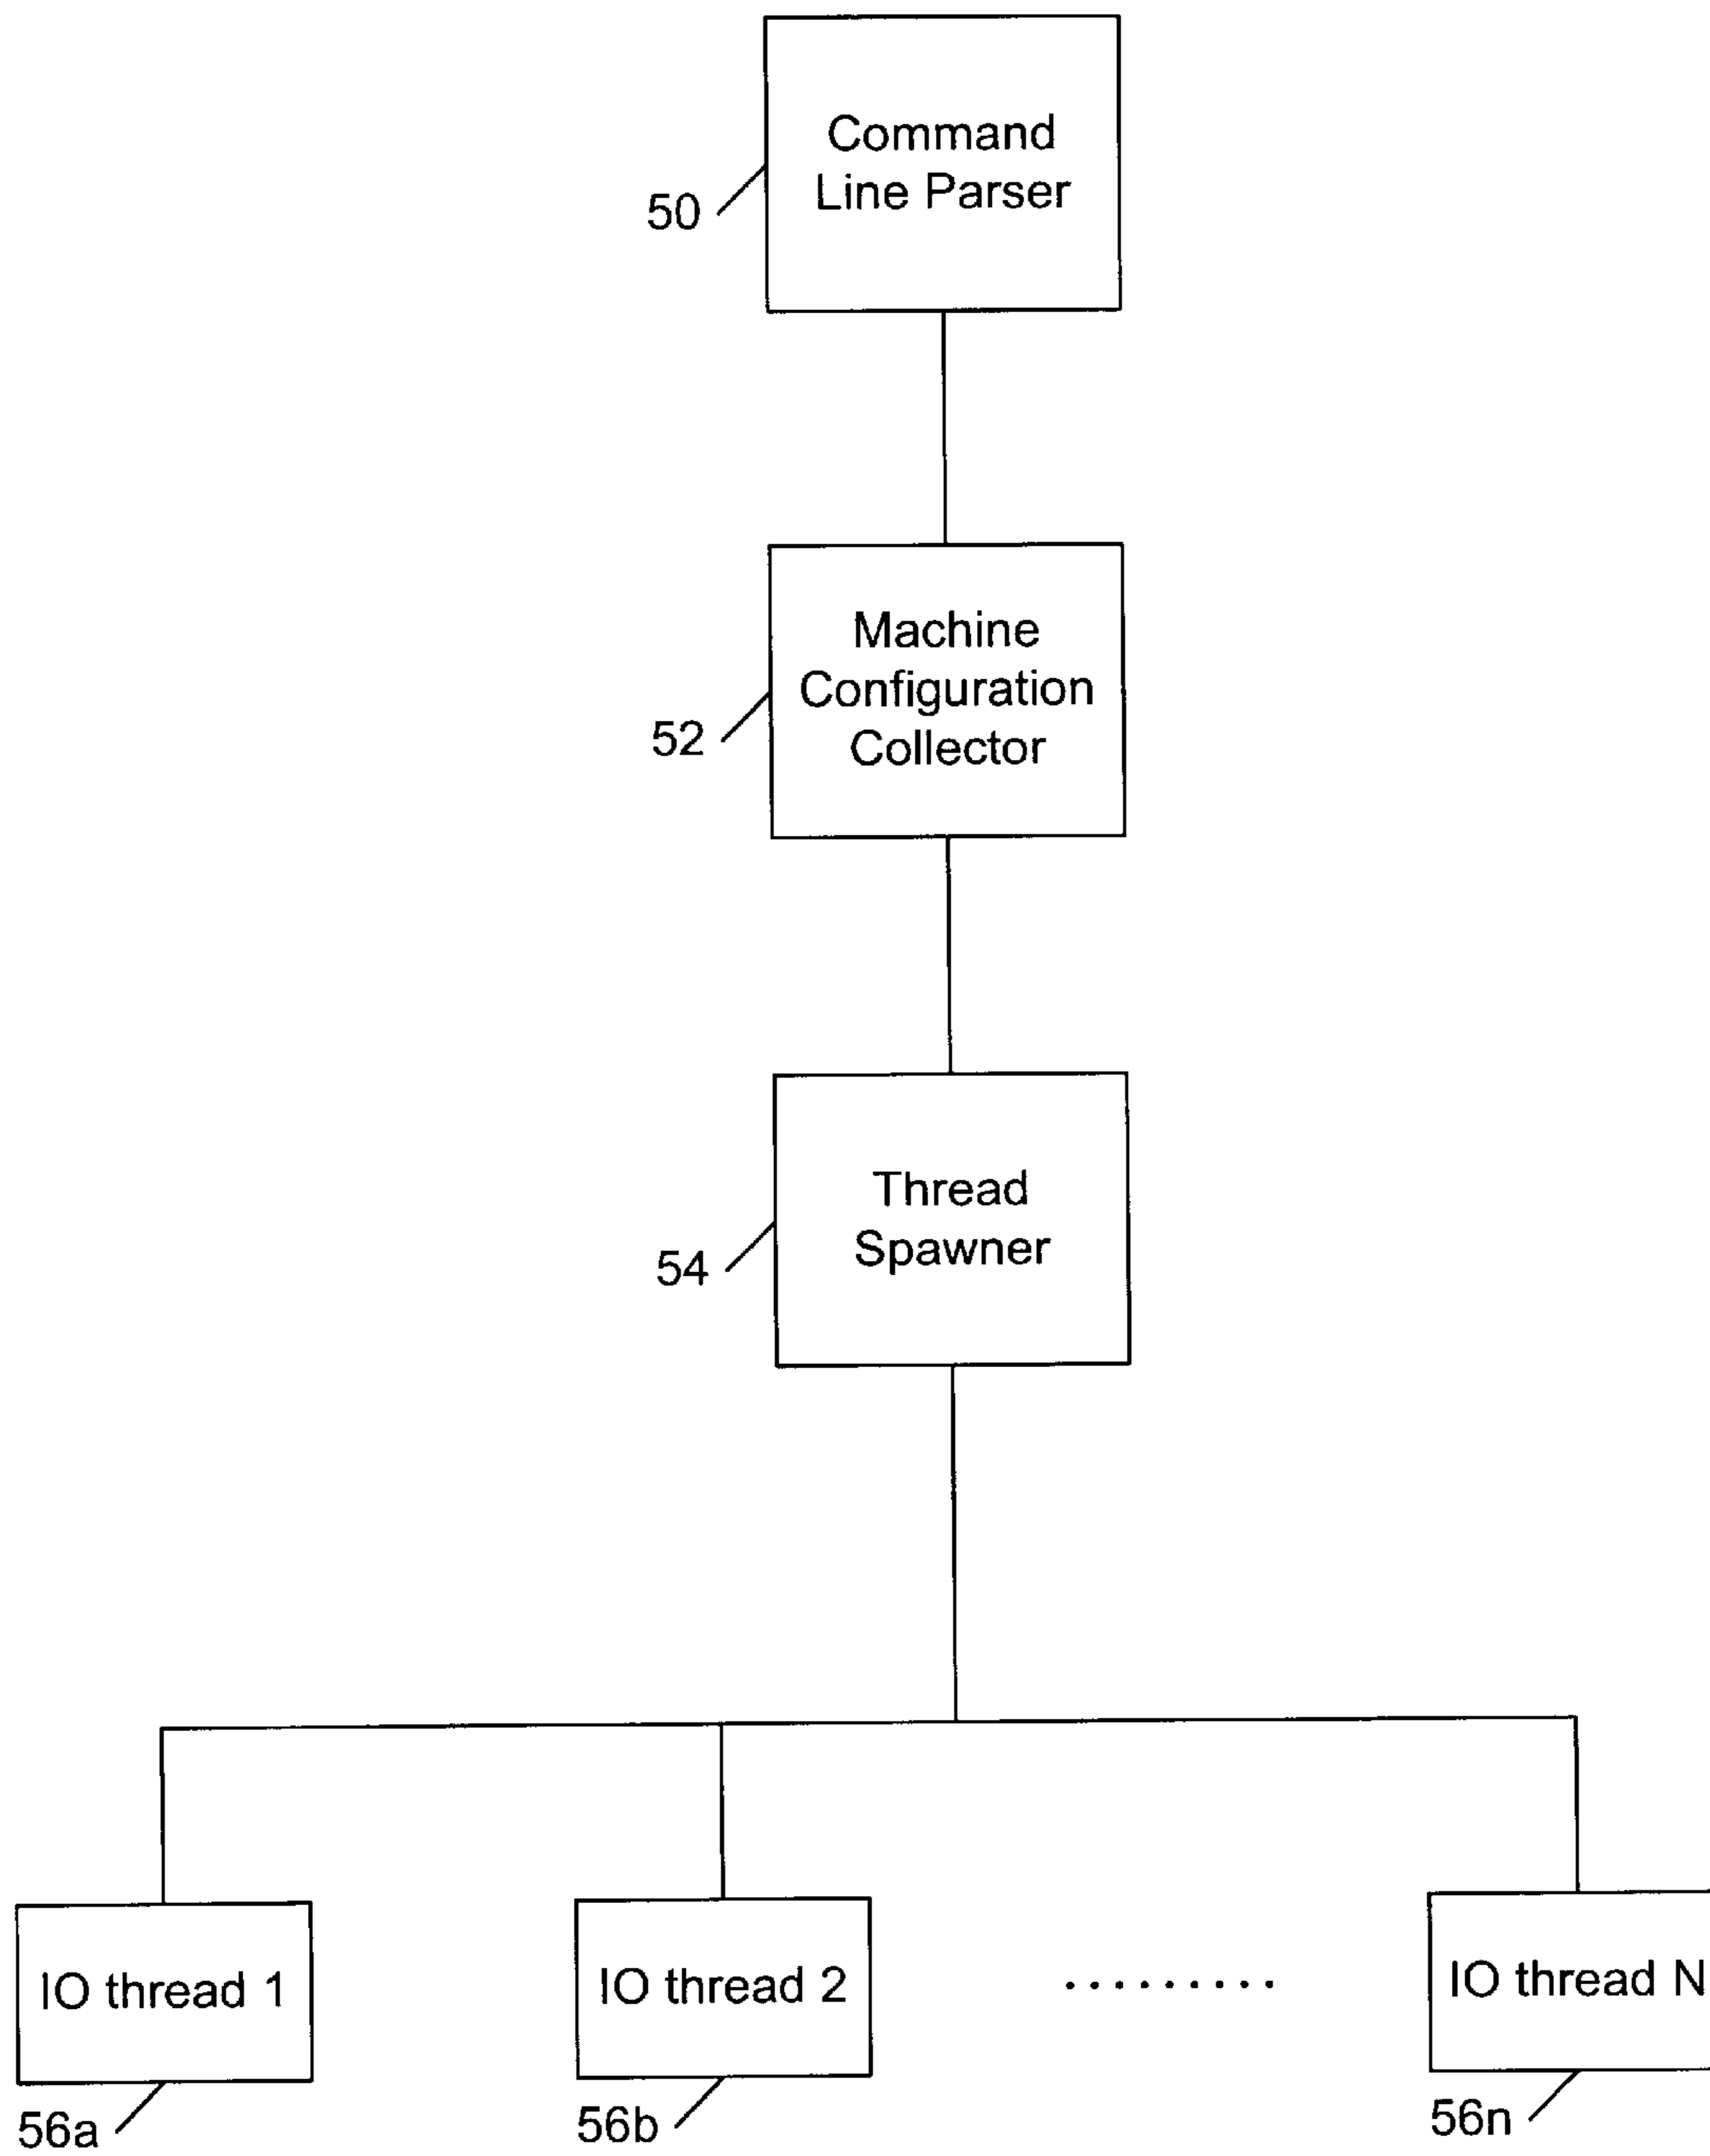 Command
Line Parser
50
Machine
Configuration
Collector
52
Thread
Spawner
54
IO thread 1
IO thread 2
.........
IO thread N
56a
56b
56n